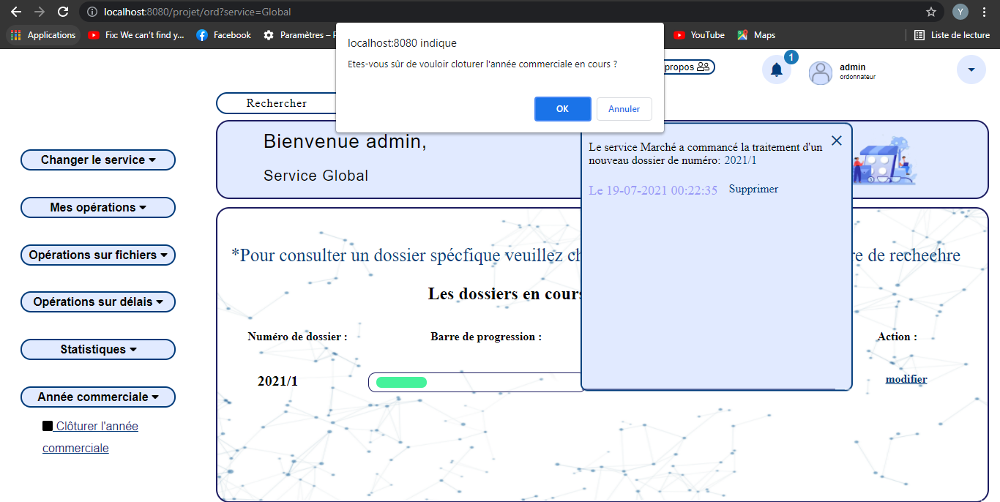 localhost:8080/projet/ord?service=Global
Y
Applications
Fix: We can't find y...
Facebook
Paramètres –
YouTube
Maps
Liste de lecture
localhost:8080 indique
Etes-vous sûr de vouloir cloturer l'année commerciale en cours ?
OK
Annuler
propos
1
admin
ordonnateur
Rechercher
Bienvenue admin,
Service Global
Le service Marché a commancé la traitement d'un
nouveau dossier de numéro: 2021/1
Le 19-07-2021 00:22:35 Supprimer
Changer le service
Mes opérations
Opérations sur fichiers
Opérations sur délais
Statistiques
Année commerciale
Clôturer l'année
commerciale
*Pour consulter un dossier spécfique veuillez
re de recheehre
Les dossiers en cours
Numéro de dossier :
Barre de progression :
Action :
2021/1
modifier